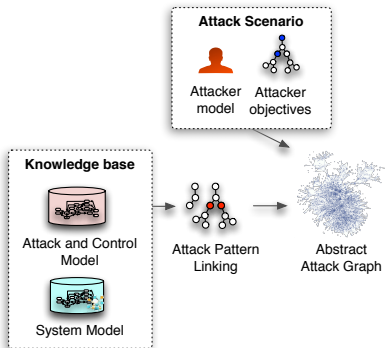 Attack Scenario
Attacker
model
Attacker
objectives
Knowledge base
Attack and Control
Model
System Model
Attack Pattern
Linking
Abstract
Attack Graph